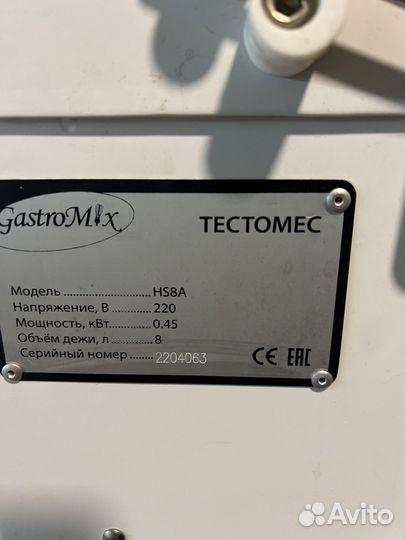 GastroMix
ТЕСТОМЕС
Модель .................... HS8A
Напряжение, В .......... 220
Мощность, кВт.......... 0.45
Объём дежи, л .......... 8
Серийный номер ..... 2204063
CE EAC
Avito